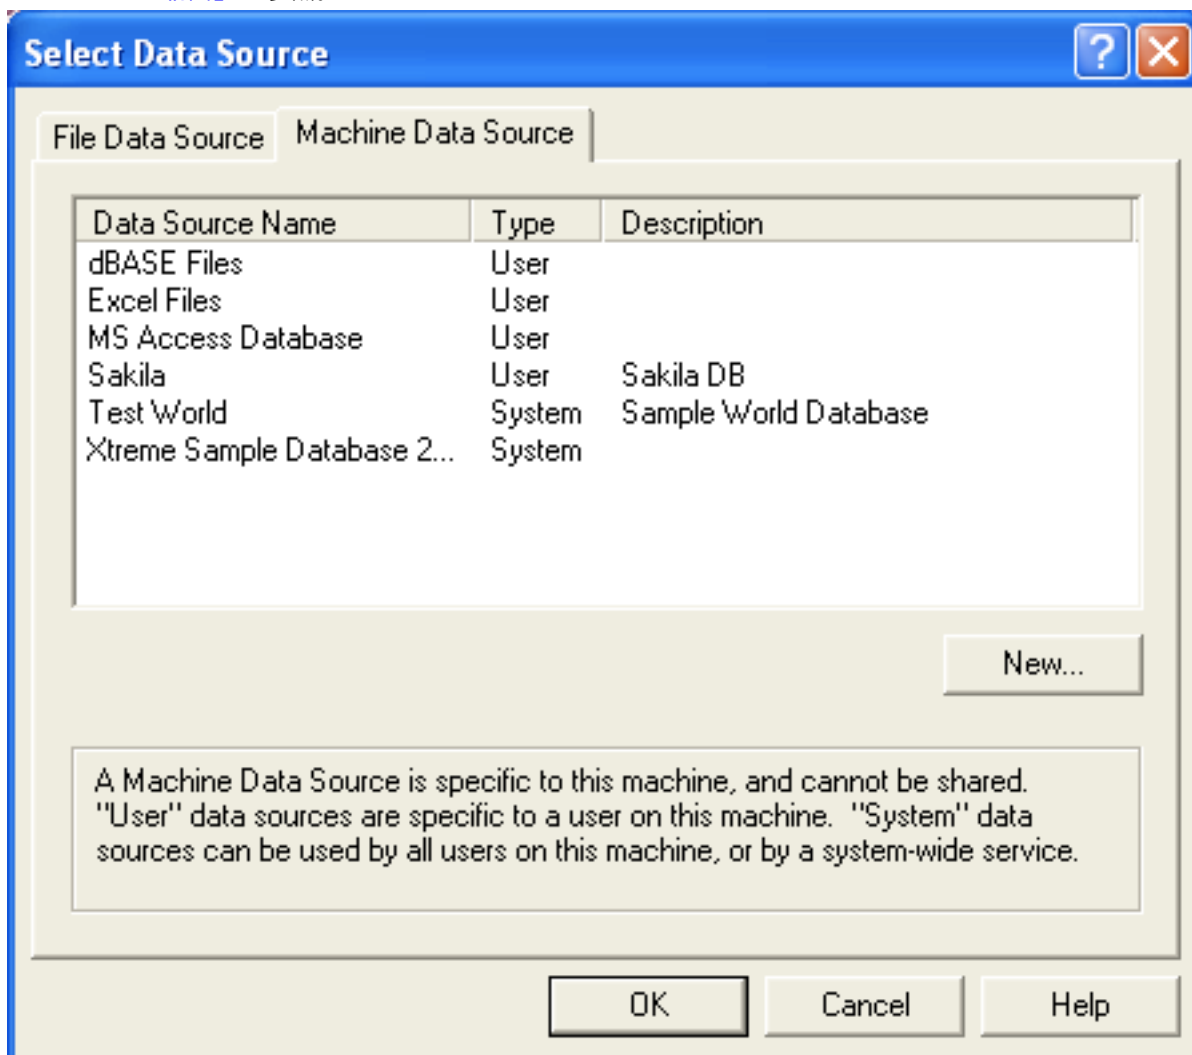 Select Data Source
File Data Source Machine Data Source
Data Source Name Type Description
dBASE Files User
Excel Files User
MS Access Database User
Sakila User Sakila DB
Test World System Sample World Database
Xtreme Sample Database 2... System
New...
A Machine Data Source is specific to this machine, and cannot be shared.
"User" data sources are specific to a user on this machine. "System" data
sources can be used by all users on this machine, or by a system-wide service.
OK Cancel Help